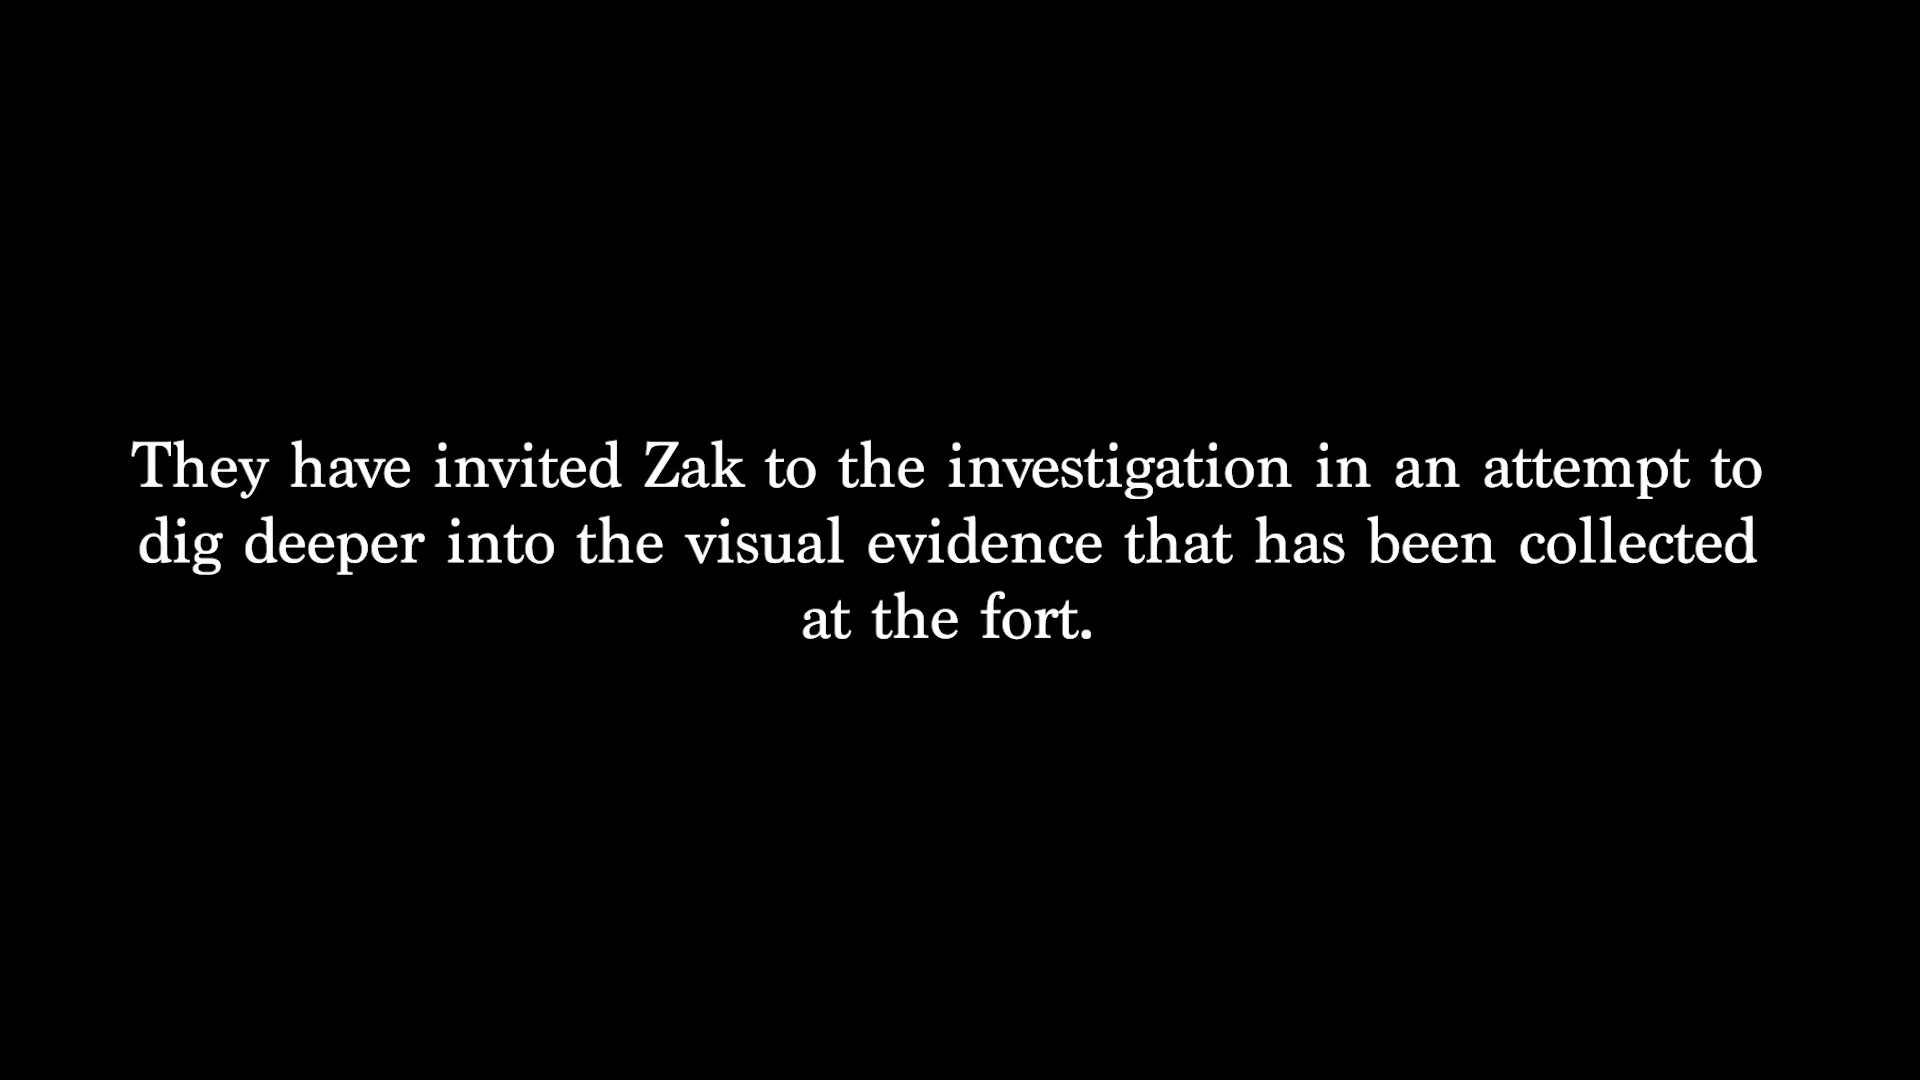 They have invited Zak to the investigation in an attempt to
dig deeper into the visual evidence that has been collected
at the fort.